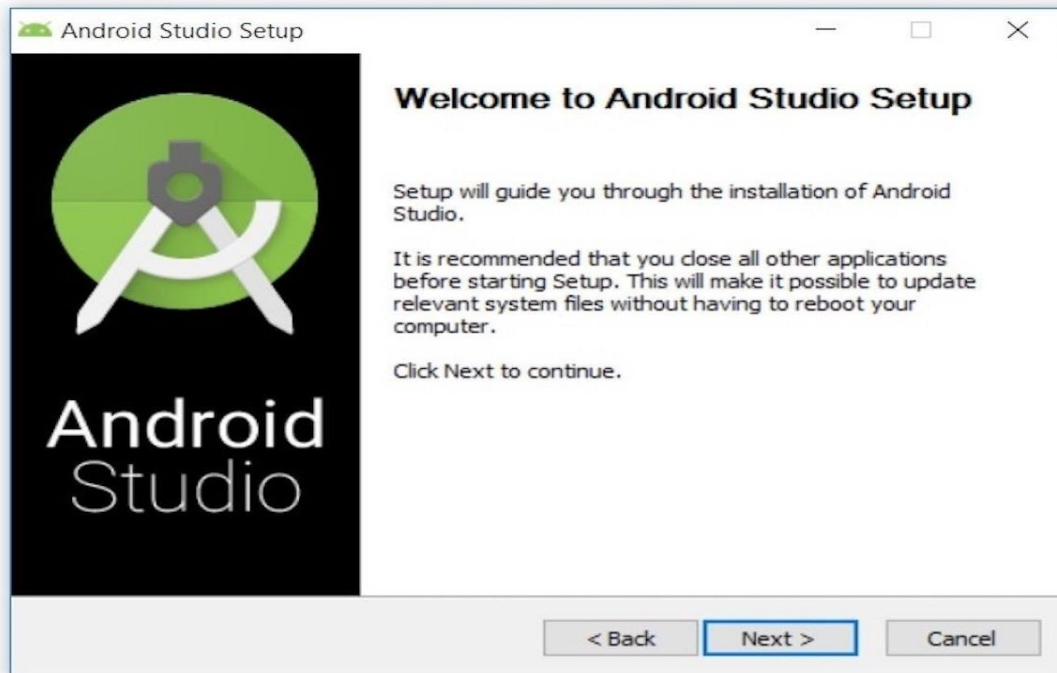 Android Studio Setup
Welcome to Android Studio Setup
Setup will guide you through the installation of Android
Studio.
It is recommended that you close all other applications
before starting Setup. This will make it possible to update
relevant system files without having to reboot your
computer.
Click Next to continue.
Android
Studio
< Back
Next >
Cancel